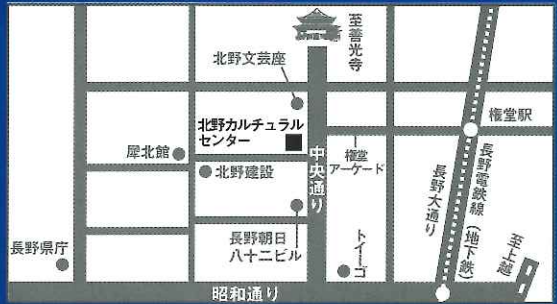 至善光寺
北野文芸座
権堂駅
北野カルチュラル
センター
犀北館
権堂
アーケード
中央通り
北野建設
長野大通り
長野電鉄線(地下鉄)
長野朝日
八十二ビル
トイーゴ
至上越
長野県庁
昭和通り